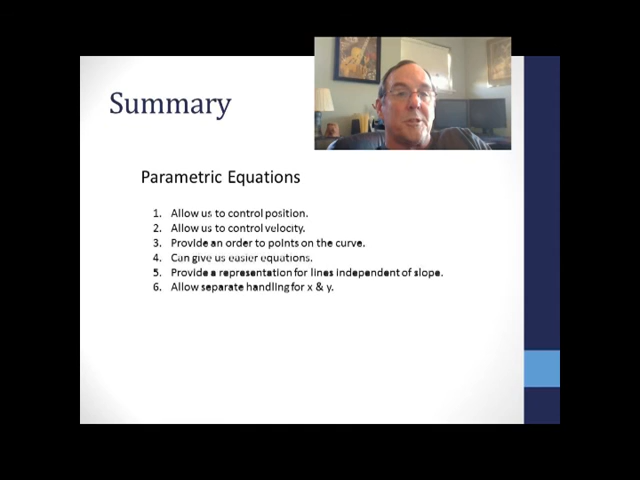 Summary
Parametric Equations
1. Allow us to control position.
2. Allow us to control velocity.
3. Provide an order to points on the curve.
4. Can give us easier equations.
5. Provide a representation for lines independent of slope.
6. Allow separate handling for x & y.